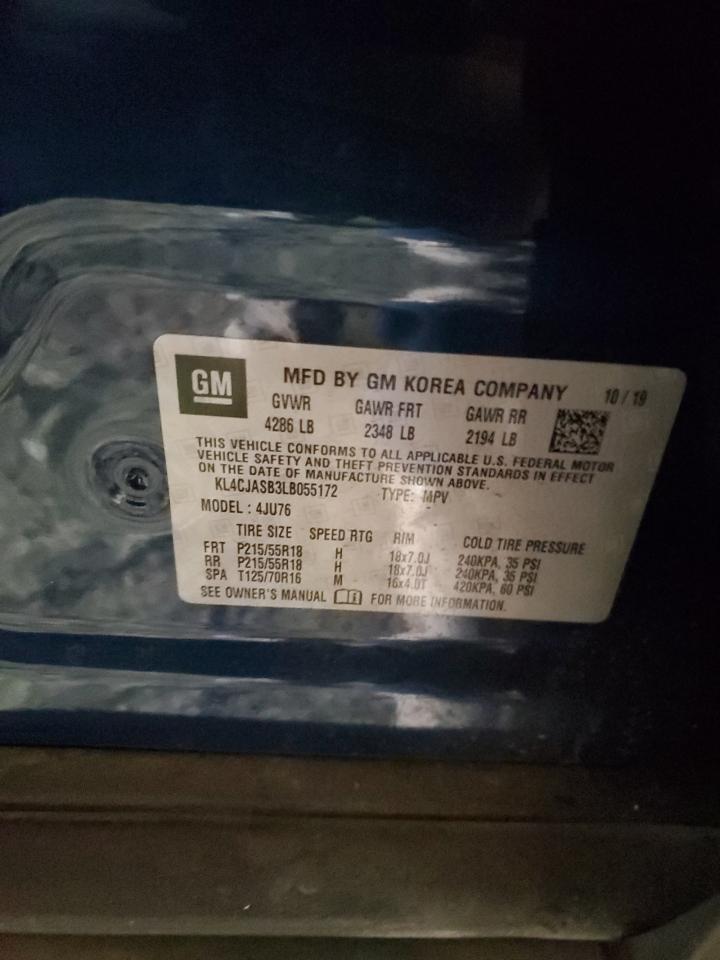 GM
MFD BY GM KOREA COMPANY 10 / 19
GVWR GAWR FRT GAWR RR
4286 LB 2348 LB 2194 LB
THIS VEHICLE CONFORMS TO ALL APPLICABLE U.S. FEDERAL MOTOR
VEHICLE SAFETY AND THEFT PREVENTION STANDARDS IN EFFECT
ON THE DATE OF MANUFACTURE SHOWN ABOVE.
KL4CJASB3LB055172 TYPE: MPV
MODEL : 4JU76
TIRE SIZE SPEED RTG RIM COLD TIRE PRESSURE
FRT P215/55R18 H 18x7.0J 240KPA, 35 PSI
RR P215/55R18 H 18x7.0J 240KPA, 35 PSI
SPA T125/70R16 M 16x4.0T 420KPA, 60 PSI
SEE OWNER'S MANUAL FOR MORE INFORMATION.